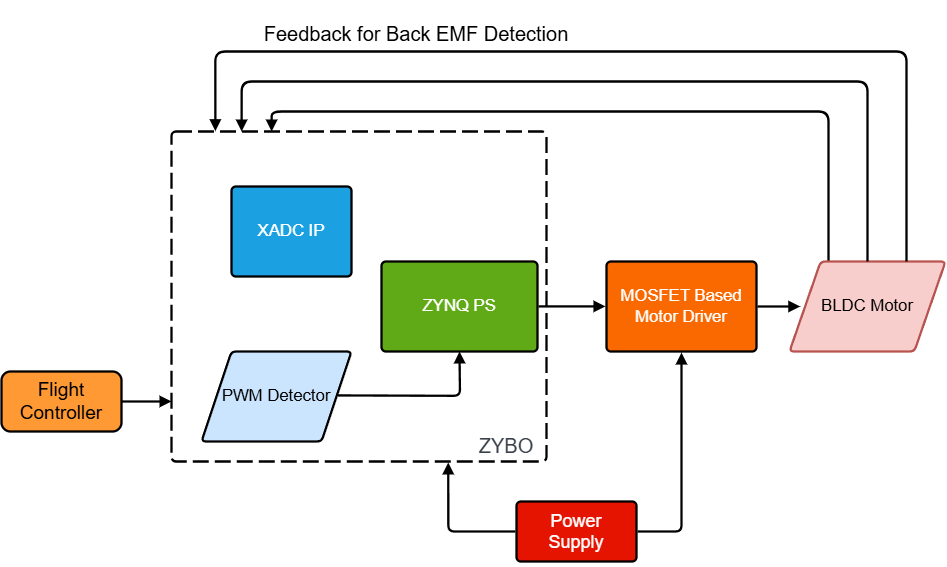 Feedback for Back EMF Detection
XADC IP
ZYNQ PS
MOSFET Based
Motor Driver
BLDC Motor
Flight
Controller
PWM Detector
ZYBO
Power
Supply